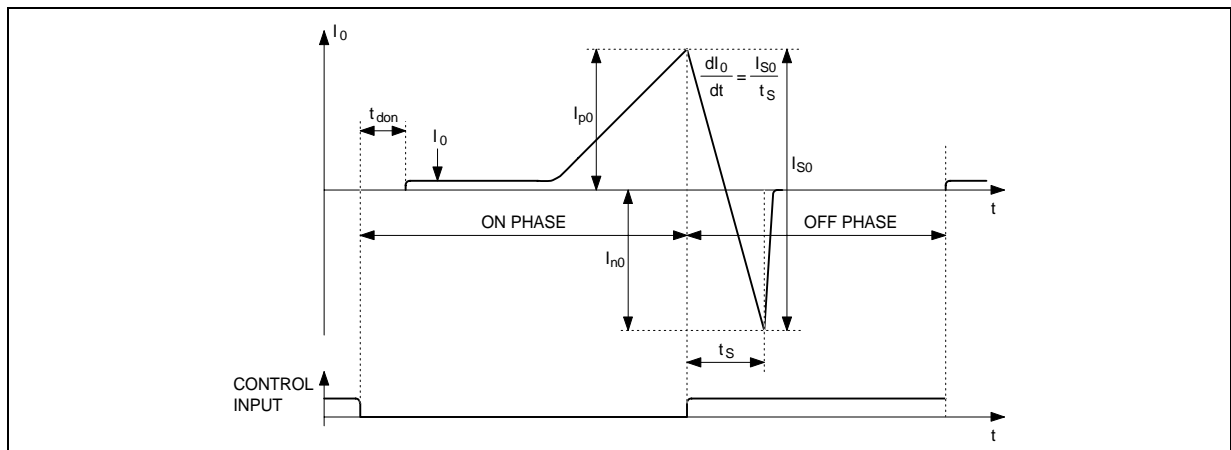 I0
dI0/dt = IS0/tS
tdon
Ip0
I0
IS0
t
ON PHASE
OFF PHASE
In0
tS
CONTROL
INPUT
t